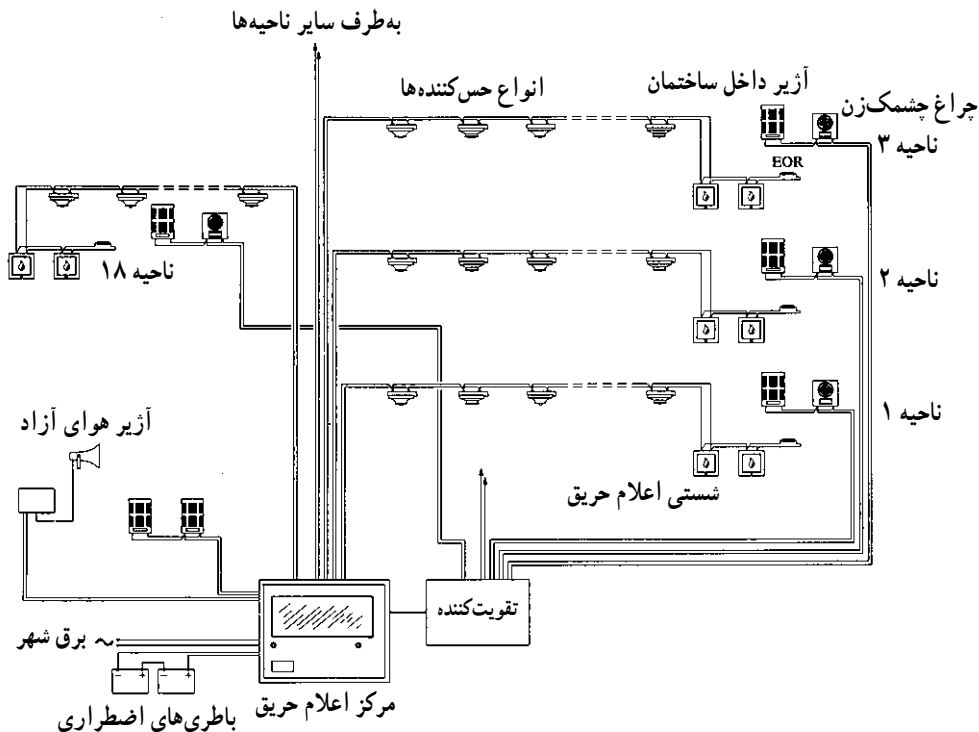 به‌طرف سایر ناحیه‌ها
انواع حس‌کننده‌ها
آژیر داخل ساختمان
چراغ چشمک‌زن
ناحیه ۳
EOR
ناحیه ۱۸
ناحیه ۲
ناحیه ۱
آژیر هوای آزاد
شستی اعلام حریق
تقویت‌کننده
برق شهر ~
باطری‌های اضطراری
مرکز اعلام حریق